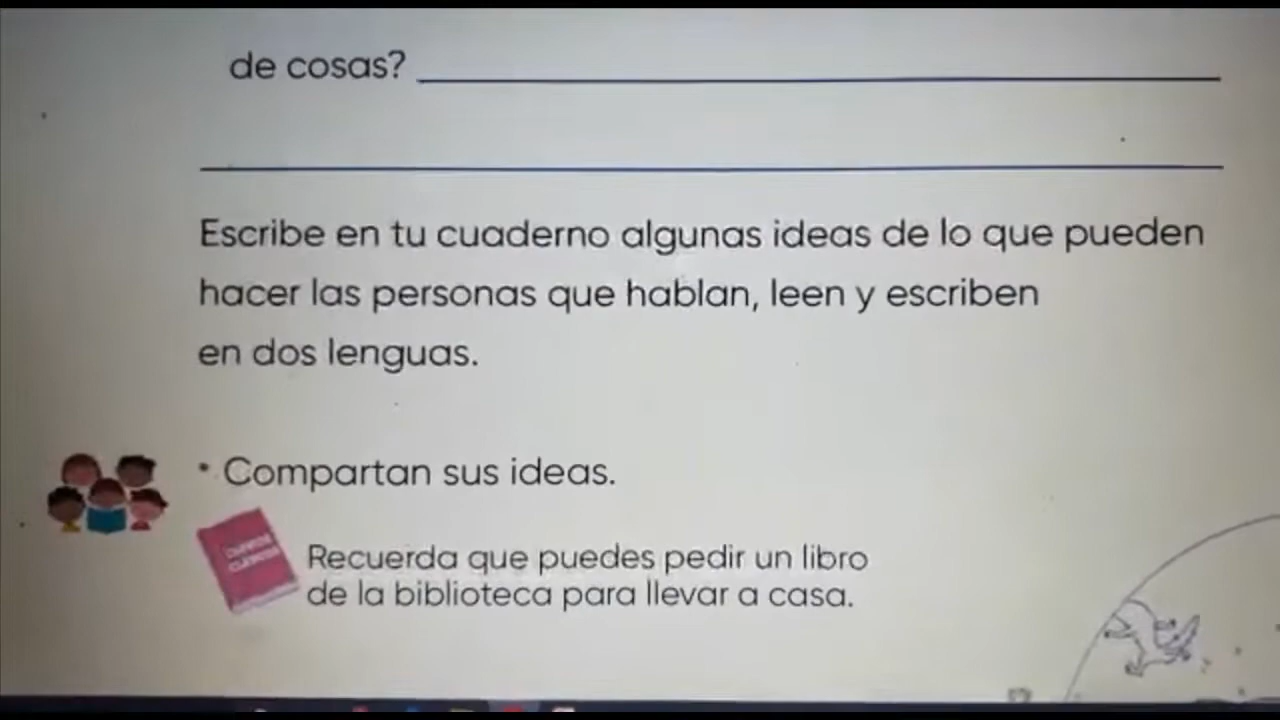 de cosas?
Escribe en tu cuaderno algunas ideas de lo que pueden
hacer las personas que hablan, leen y escriben
en dos lenguas.
• Compartan sus ideas.
Recuerda que puedes pedir un libro
de la biblioteca para llevar a casa.